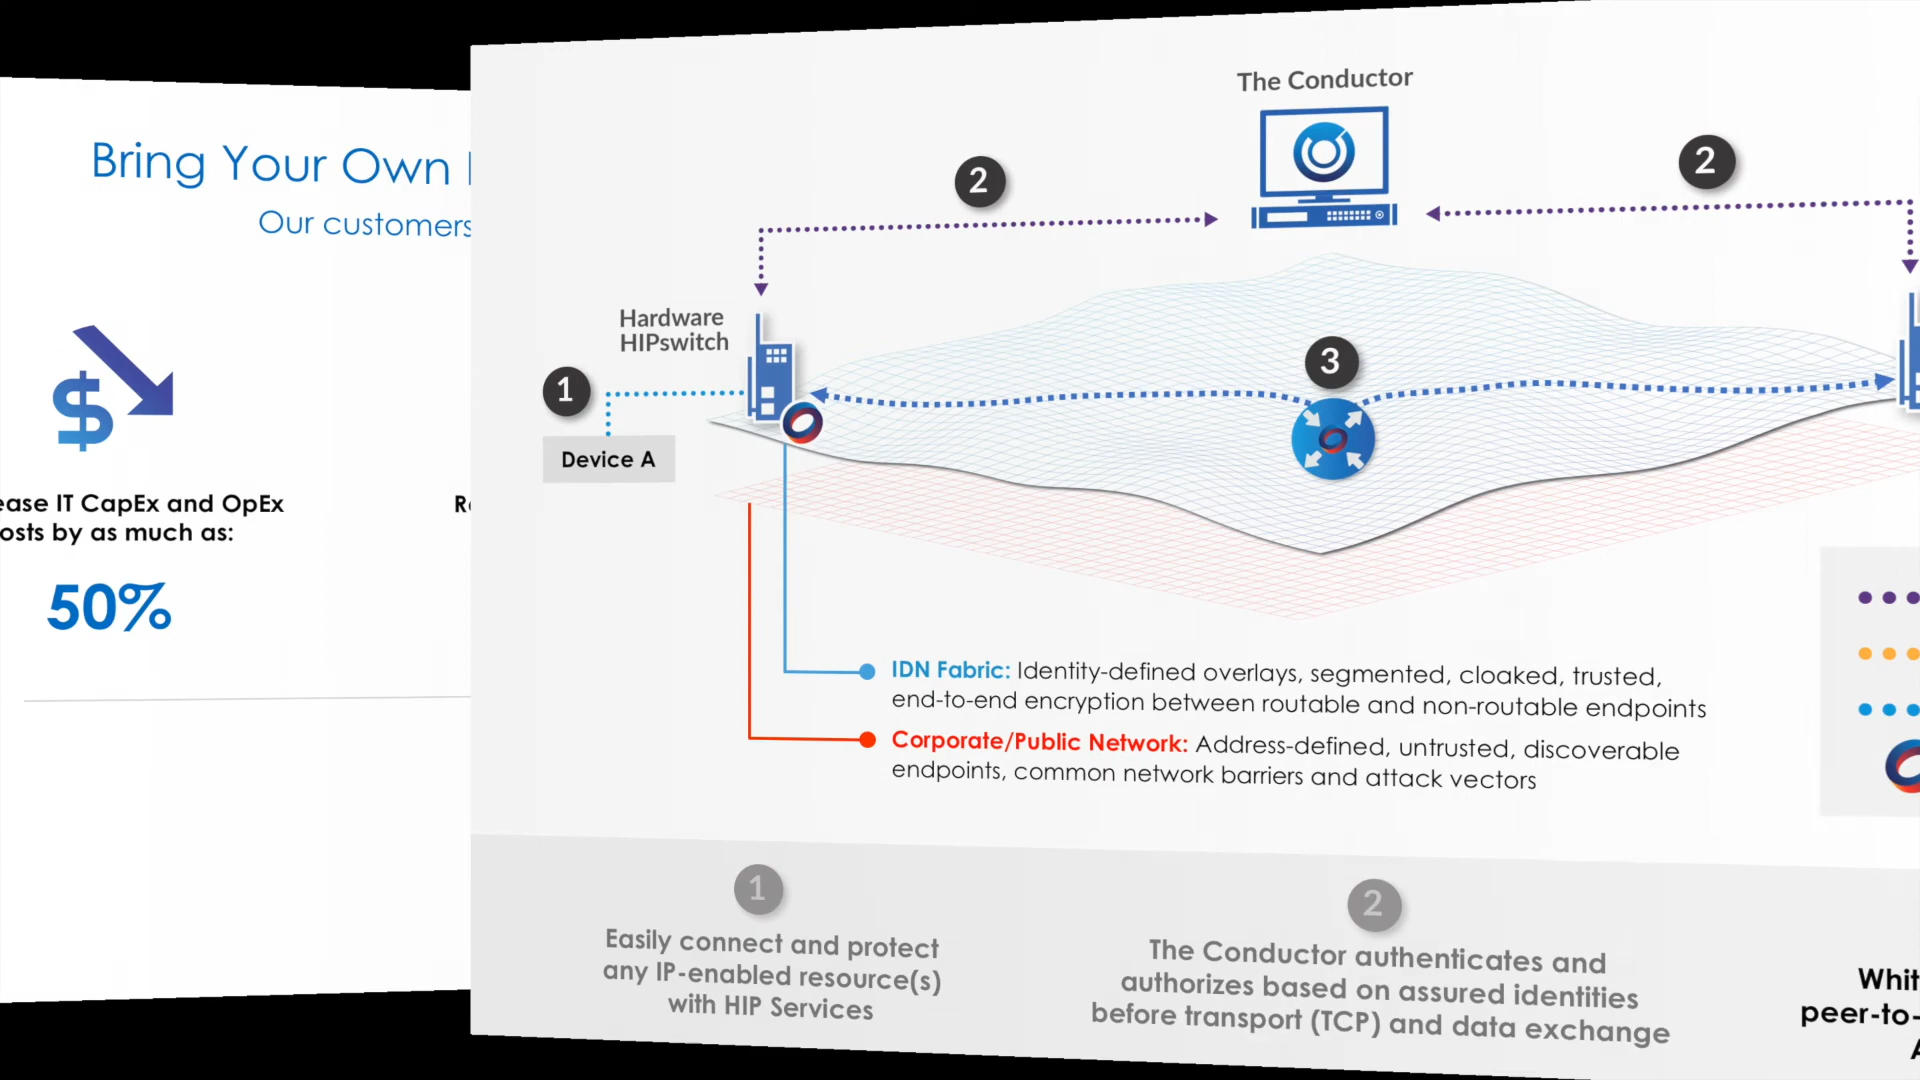 Bring Your Own
Our customers
$
IT CapEx and OpEx
by as much as:
50%
The Conductor
2
2
Hardware
HIPswitch
1
3
Device A
IDN Fabric: Identity-defined overlays, segmented, cloaked, trusted,
end-to-end encryption between routable and non-routable endpoints
Corporate/Public Network: Address-defined, untrusted, discoverable
endpoints, common network barriers and attack vectors
1
Easily connect and protect
any IP-enabled resource(s)
with HIP Services
2
The Conductor authenticates and
authorizes based on assured identities
before transport (TCP) and data exchange
peer-to-